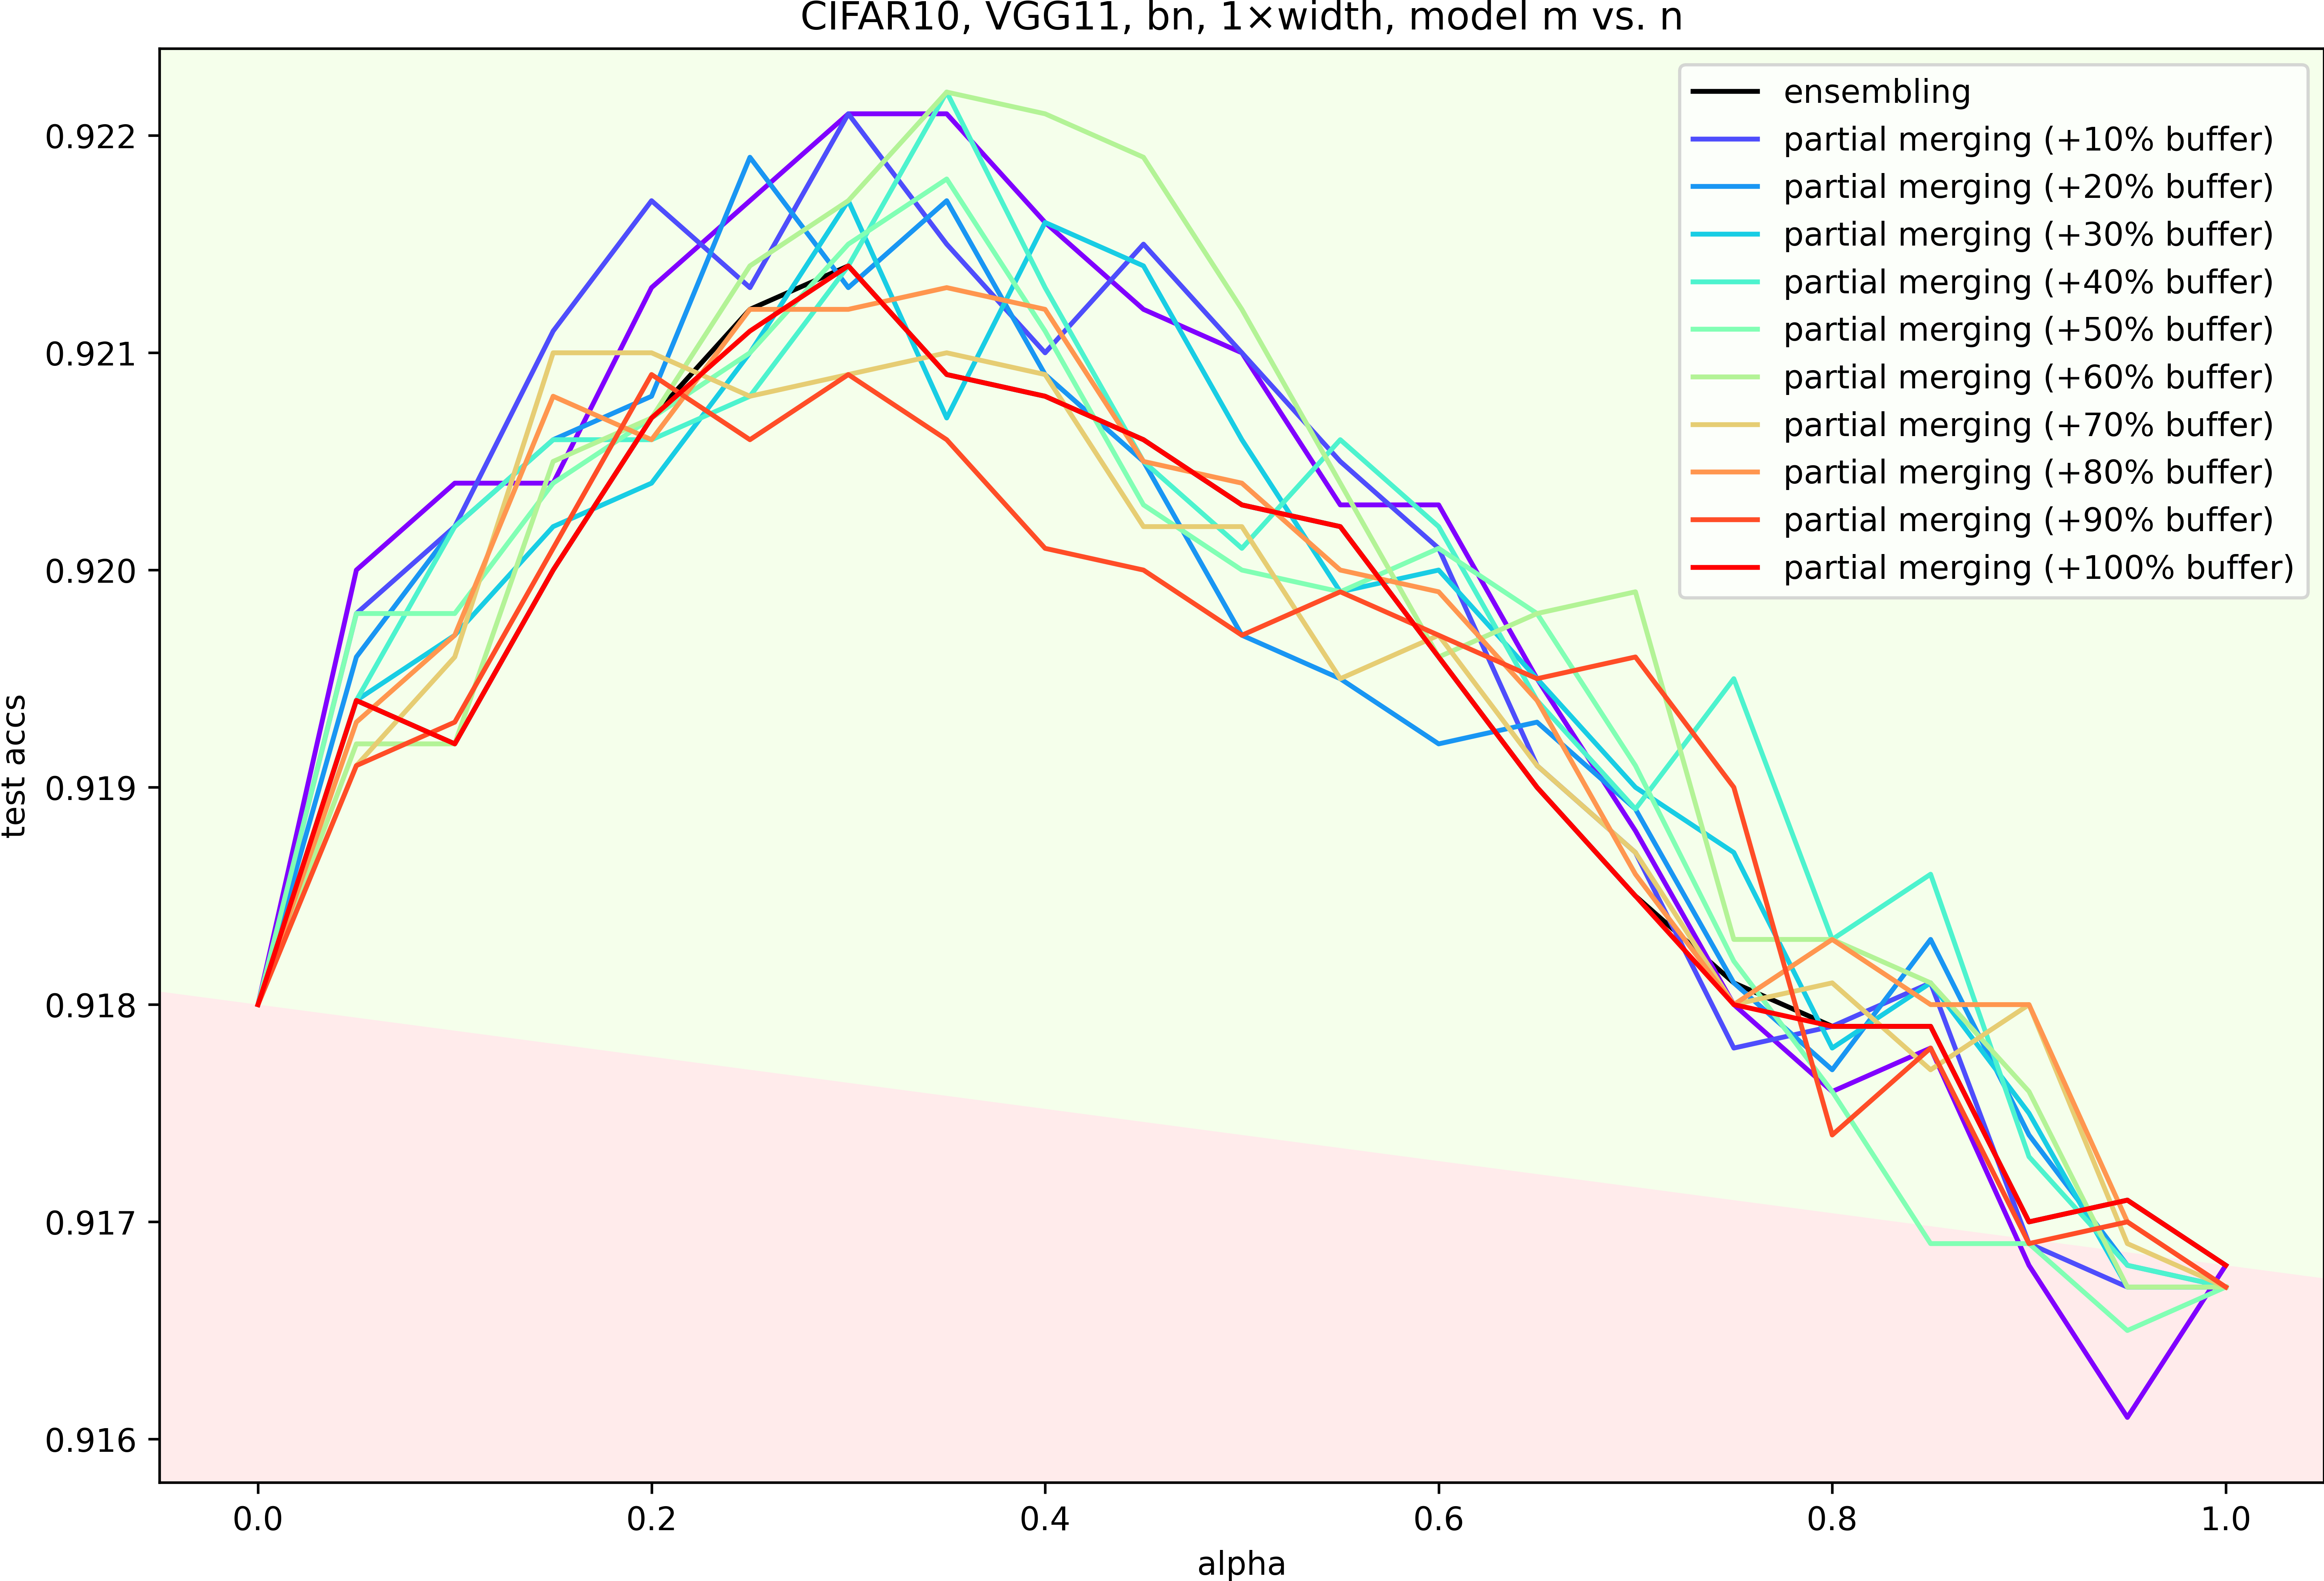 CIFAR10, VGG11, bn, 1×width, model m vs. n
ensembling
partial merging (+10% buffer)
partial merging (+20% buffer)
partial merging (+30% buffer)
partial merging (+40% buffer)
partial merging (+50% buffer)
partial merging (+60% buffer)
partial merging (+70% buffer)
partial merging (+80% buffer)
partial merging (+90% buffer)
partial merging (+100% buffer)
test accs
0.922
0.921
0.920
0.919
0.918
0.917
0.916
0.0 0.2 0.4 0.6 0.8 1.0
alpha